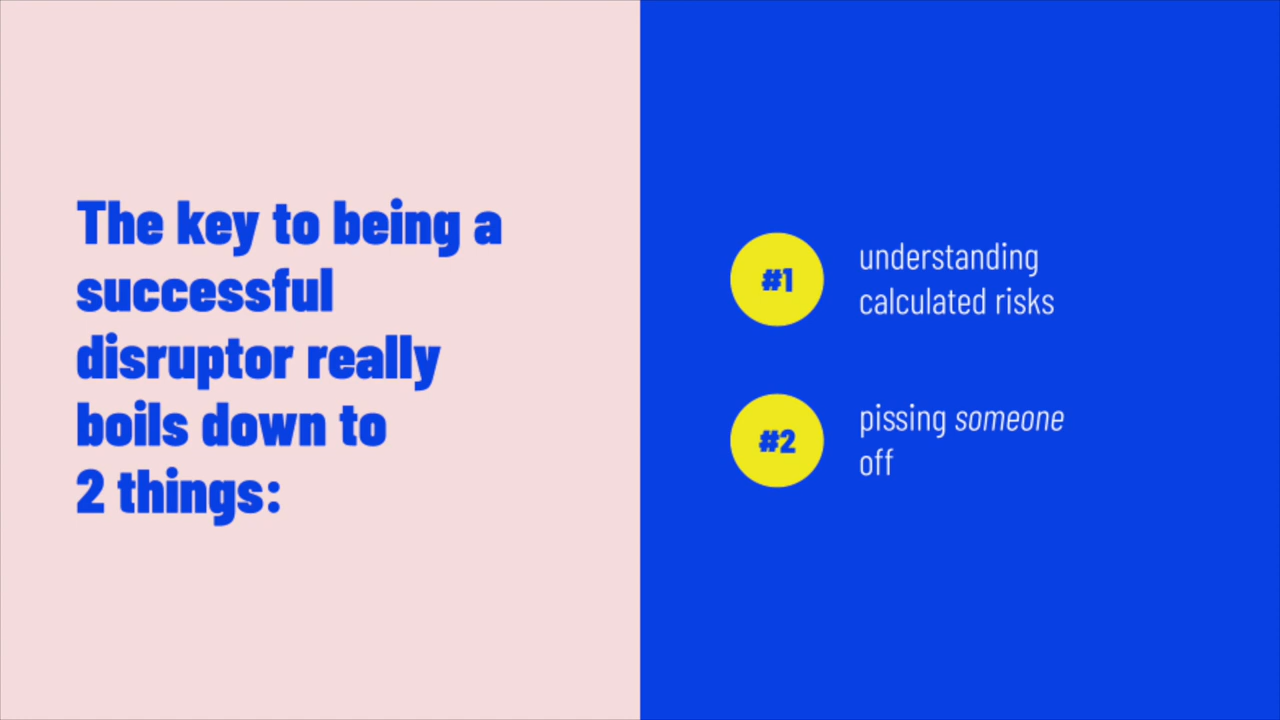 The key to being a
successful
disruptor really
boils down to
2 things:
#1
understanding
calculated risks
#2
pissing someone
off